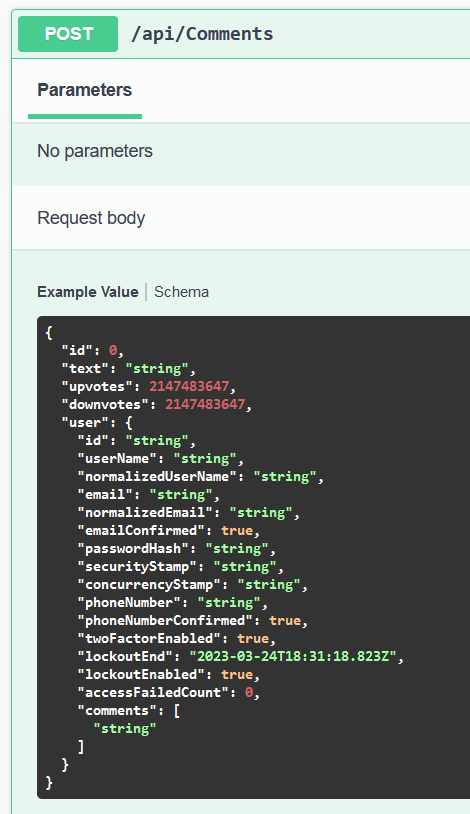 POST /api/Comments
Parameters
No parameters
Request body
Example Value | Schema
{
  "id": 0,
  "text": "string",
  "upvotes": 2147483647,
  "downvotes": 2147483647,
  "user": {
    "id": "string",
    "userName": "string",
    "normalizedUserName": "string",
    "email": "string",
    "normalizedEmail": "string",
    "emailConfirmed": true,
    "passwordHash": "string",
    "securityStamp": "string",
    "concurrencyStamp": "string",
    "phoneNumber": "string",
    "phoneNumberConfirmed": true,
    "twoFactorEnabled": true,
    "lockoutEnd": "2023-03-24T18:31:18.823Z",
    "lockoutEnabled": true,
    "accessFailedCount": 0,
    "comments": [
      "string"
    ]
  }
}